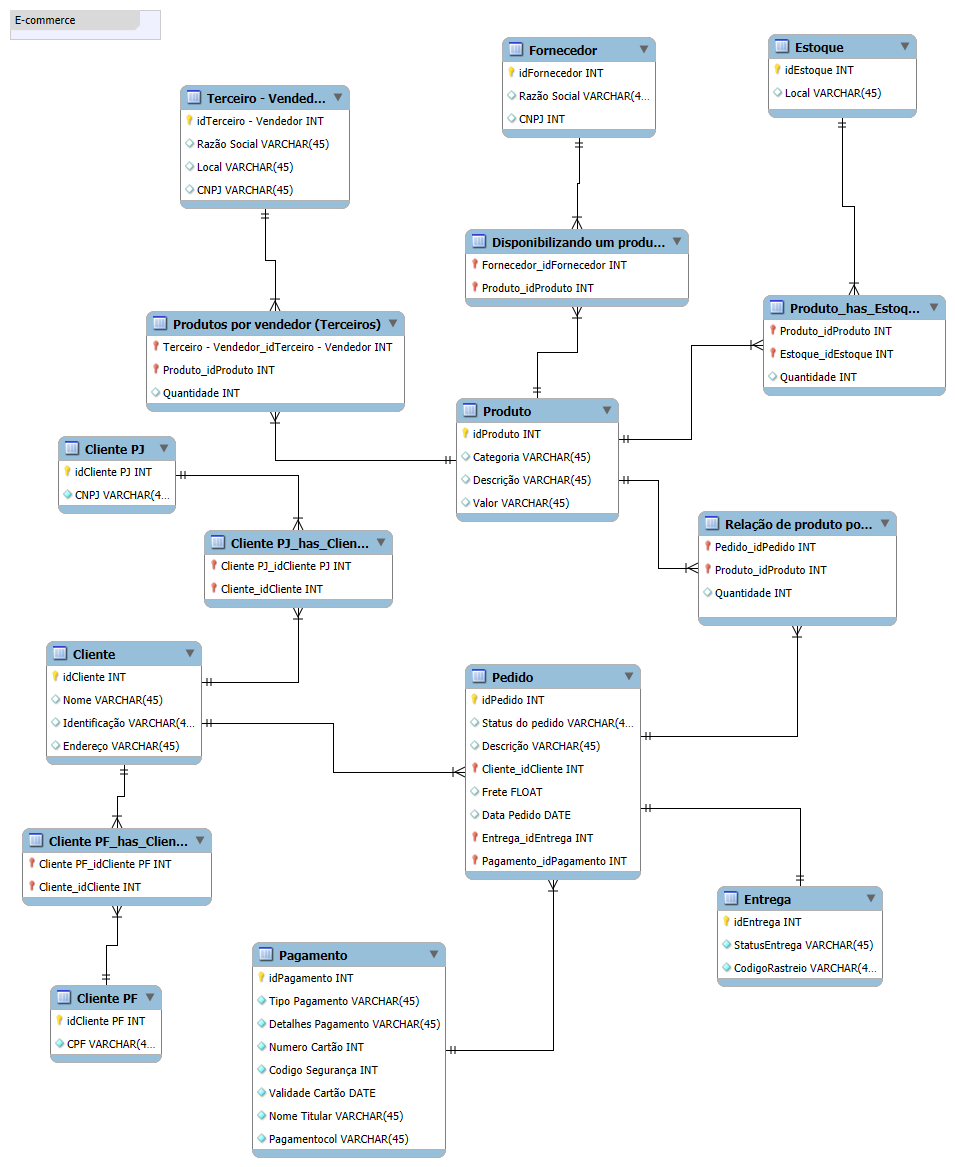 E-commerce
Fornecedor
idFornecedor INT
Razão Social VARCHAR(4...
CNPJ INT
Estoque
idEstoque INT
Local VARCHAR(45)
Terceiro - Vended...
idTerceiro - Vendedor INT
Razão Social VARCHAR(45)
Local VARCHAR(45)
CNPJ VARCHAR(45)
Disponibilizando um produ...
Fornecedor_idFornecedor INT
Produto_idProduto INT
Produto_has_Estoq...
Produto_idProduto INT
Estoque_idEstoque INT
Quantidade INT
Produtos por vendedor (Terceiros)
Terceiro - Vendedor_idTerceiro - Vendedor INT
Produto_idProduto INT
Quantidade INT
Produto
idProduto INT
Categoria VARCHAR(45)
Descrição VARCHAR(45)
Valor VARCHAR(45)
Cliente PJ
idCliente PJ INT
CNPJ VARCHAR(4...
Relação de produto po...
Pedido_idPedido INT
Produto_idProduto INT
Quantidade INT
Cliente PJ_has_Clien...
Cliente PJ_idCliente PJ INT
Cliente_idCliente INT
Cliente
idCliente INT
Nome VARCHAR(45)
Identificação VARCHAR(4...
Endereço VARCHAR(45)
Pedido
idPedido INT
Status do pedido VARCHAR(4...
Descrição VARCHAR(45)
Cliente_idCliente INT
Frete FLOAT
Data Pedido DATE
Entrega_idEntrega INT
Pagamento_idPagamento INT
Cliente PF_has_Clien...
Cliente PF_idCliente PF INT
Cliente_idCliente INT
Entrega
idEntrega INT
StatusEntrega VARCHAR(45)
CodigoRastreio VARCHAR(4...
Pagamento
idPagamento INT
Tipo Pagamento VARCHAR(45)
Detalhes Pagamento VARCHAR(45)
Numero Cartão INT
Codigo Segurança INT
Validade Cartão DATE
Nome Titular VARCHAR(45)
Pagamentocol VARCHAR(45)
Cliente PF
idCliente PF INT
CPF VARCHAR(4...